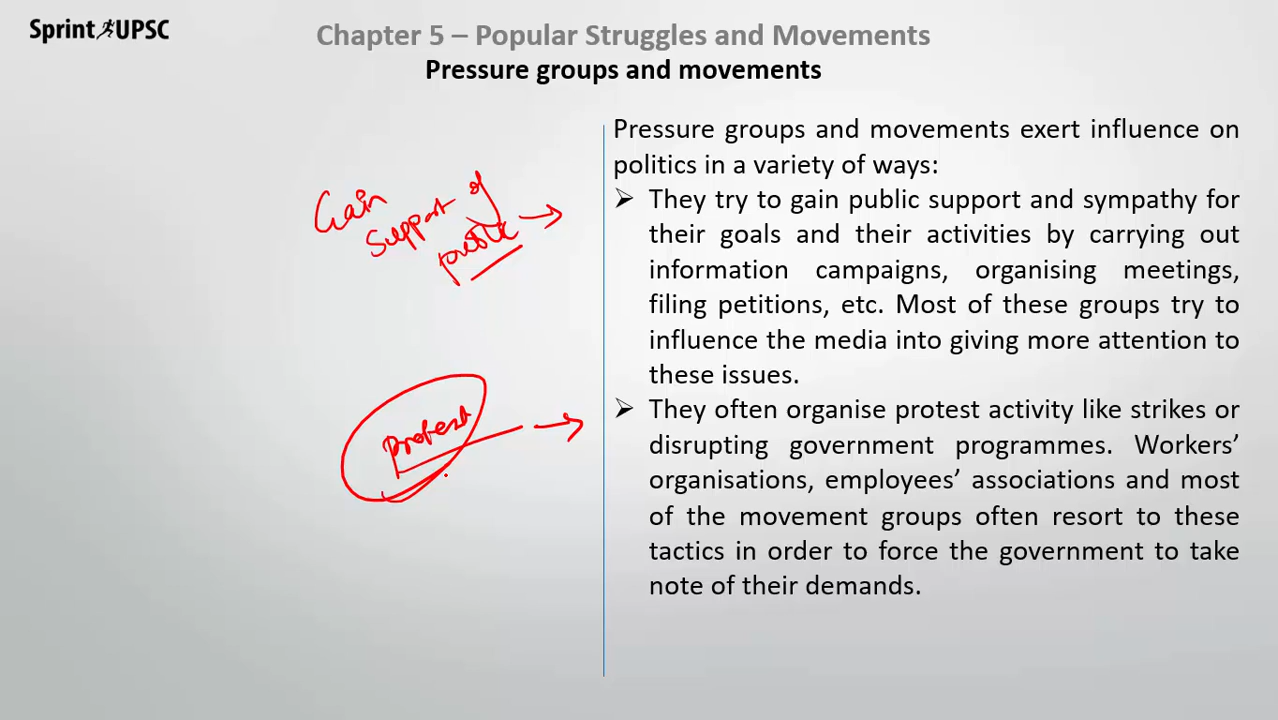 Sprint UPSC
Chapter 5 – Popular Struggles and Movements
Pressure groups and movements
Gain
support of
public
Protest
Pressure groups and movements exert influence on
politics in a variety of ways:
➢ They try to gain public support and sympathy for
their goals and their activities by carrying out
information campaigns, organising meetings,
filing petitions, etc. Most of these groups try to
influence the media into giving more attention to
these issues.
➢ They often organise protest activity like strikes or
disrupting government programmes. Workers’
organisations, employees’ associations and most
of the movement groups often resort to these
tactics in order to force the government to take
note of their demands.